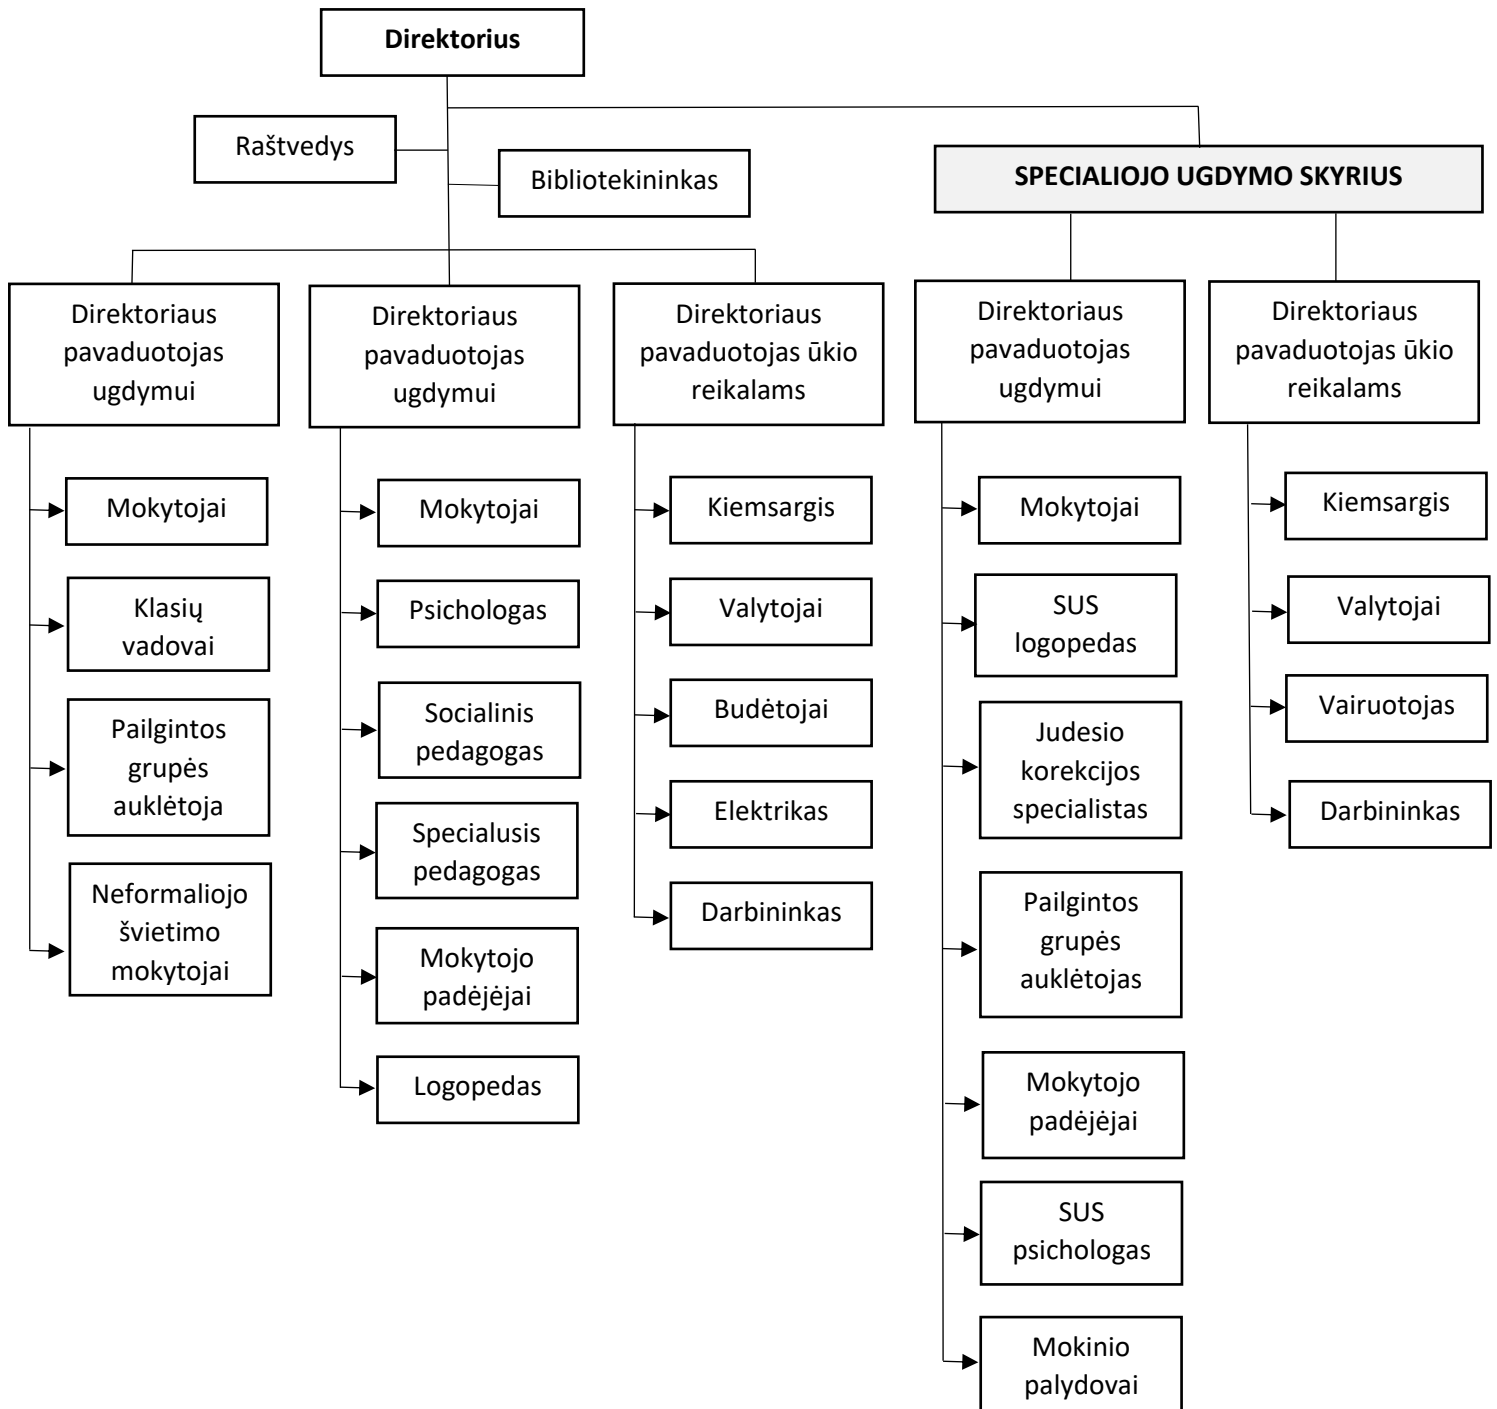 Direktorius
Raštvedys
Bibliotekininkas
SPECIALIOJO UGDYMO SKYRIUS
Direktoriaus
pavaduotojas
ugdymui
Direktoriaus
pavaduotojas
ugdymui
Direktoriaus
pavaduotojas ūkio
reikalams
Direktoriaus
pavaduotojas
ugdymui
Direktoriaus
pavaduotojas ūkio
reikalams
Mokytojai
Klasių
vadovai
Pailgintos
grupės
auklėtoja
Neformaliojo
švietimo
mokytojai
Mokytojai
Psichologas
Socialinis
pedagogas
Specialusis
pedagogas
Mokytojo
padėjėjai
Logopedas
Kiemsargis
Valytojai
Budėtojai
Elektrikas
Darbininkas
Mokytojai
SUS
logopedas
Judesio
korekcijos
specialistas
Pailgintos
grupės
auklėtojas
Mokytojo
padėjėjai
SUS
psichologas
Mokinio
palydovai
Kiemsargis
Valytojai
Vairuotojas
Darbininkas